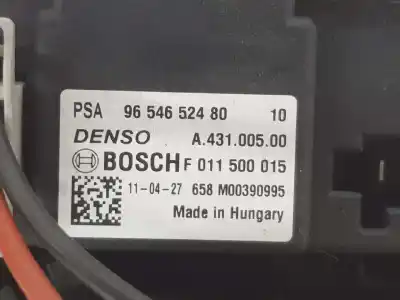 PSA 96 546 524 80 10
DENSO A.431.005.00
BOSCH F 011 500 015
11-04-27 658 M00390995
Made in Hungary